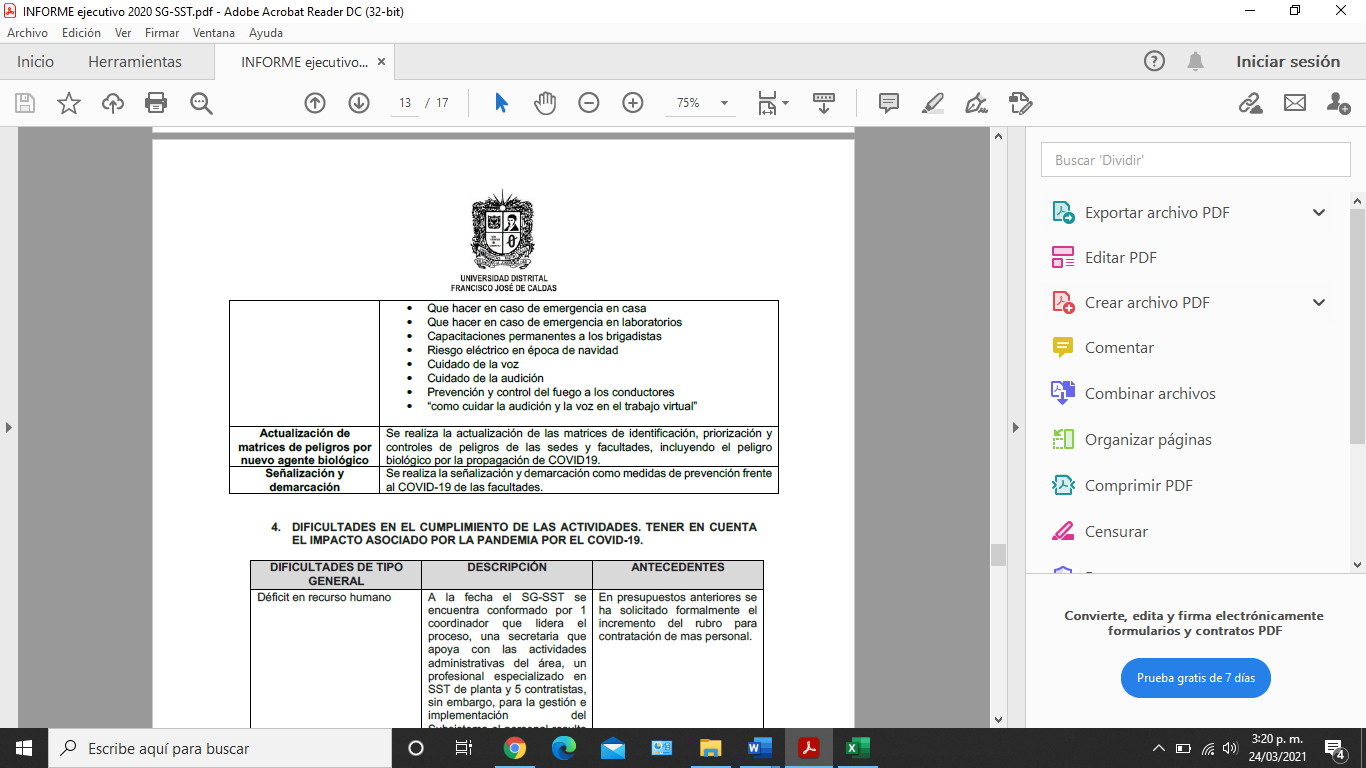 INFORME ejecutivo 2020 SG-SST.pdf - Adobe Acrobat Reader DC (32-bit)
Archivo Edición Ver Firmar Ventana Ayuda
Inicio Herramientas INFORME ejecutivo... Iniciar sesión
13 / 17 75%
Buscar 'Dividir'
Exportar archivo PDF
Editar PDF
Crear archivo PDF
Comentar
Combinar archivos
Organizar páginas
Comprimir PDF
Censurar
Convierte, edita y firma electrónicamente
formularios y contratos PDF
Prueba gratis de 7 días
UNIVERSIDAD DISTRITAL
FRANCISCO JOSÉ DE CALDAS
• Que hacer en caso de emergencia en casa
• Que hacer en caso de emergencia en laboratorios
• Capacitaciones permanentes a los brigadistas
• Riesgo eléctrico en época de navidad
• Cuidado de la voz
• Cuidado de la audición
• Prevención y control del fuego a los conductores
• “como cuidar la audición y la voz en el trabajo virtual”
Actualización de
matrices de peligros por
nuevo agente biológico
Se realiza la actualización de las matrices de identificación, priorización y
controles de peligros de las sedes y facultades, incluyendo el peligro
biológico por la propagación de COVID19.
Señalización y
demarcación
Se realiza la señalización y demarcación como medidas de prevención frente
al COVID-19 de las facultades.
4. DIFICULTADES EN EL CUMPLIMIENTO DE LAS ACTIVIDADES. TENER EN CUENTA
EL IMPACTO ASOCIADO POR LA PANDEMIA POR EL COVID-19.
DIFICULTADES DE TIPO
GENERAL
DESCRIPCIÓN
ANTECEDENTES
Déficit en recurso humano
A la fecha el SG-SST se
encuentra conformado por 1
coordinador que lidera el
proceso, una secretaria que
apoya con las actividades
administrativas del área, un
profesional especializado en
SST de planta y 5 contratistas,
sin embargo, para la gestión e
implementación del
En presupuestos anteriores se
ha solicitado formalmente el
incremento del rubro para
contratación de mas personal.
Escribe aquí para buscar
3:20 p. m.
24/03/2021
4